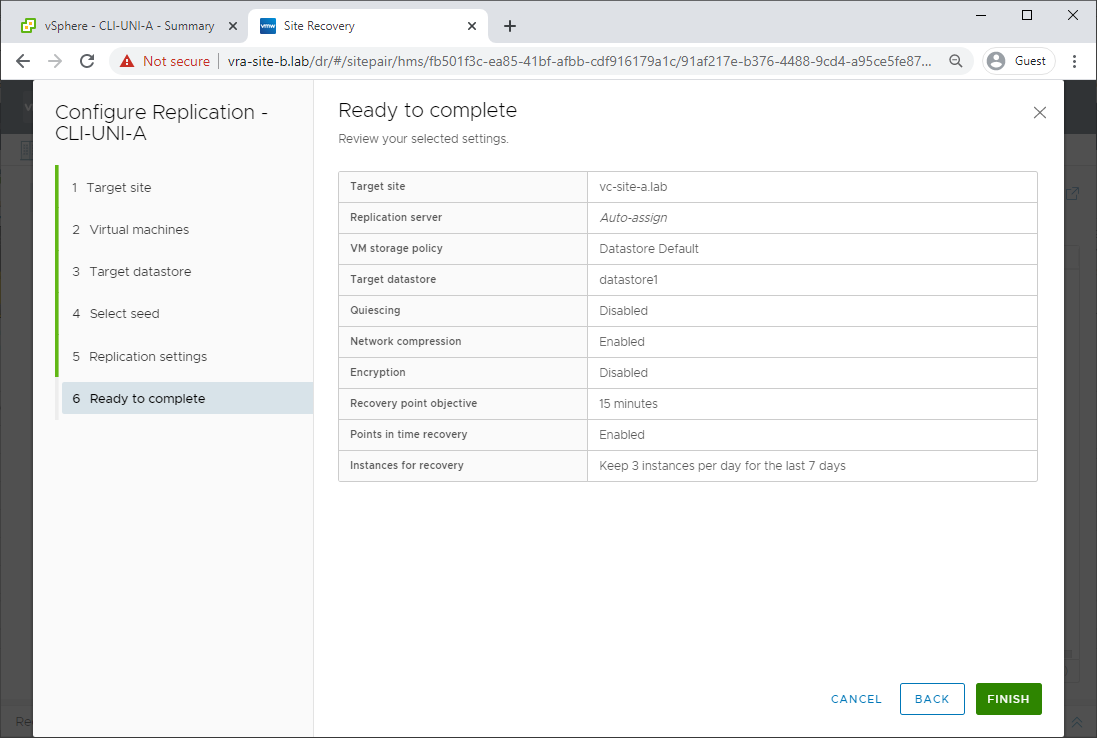 vSphere - CLI-UNI-A - Summary
vmw Site Recovery
Not secure vra-site-b.lab/dr/#/sitepair/hms/fb501f3c-ea85-41bf-afbb-cdf916179a1c/91af217e-b376-4488-9cd4-a95ce5fe87... Guest
Configure Replication -
CLI-UNI-A
1 Target site
2 Virtual machines
3 Target datastore
4 Select seed
5 Replication settings
6 Ready to complete
Ready to complete
Review your selected settings.
Target site vc-site-a.lab
Replication server Auto-assign
VM storage policy Datastore Default
Target datastore datastore1
Quiescing Disabled
Network compression Enabled
Encryption Disabled
Recovery point objective 15 minutes
Points in time recovery Enabled
Instances for recovery Keep 3 instances per day for the last 7 days
CANCEL BACK FINISH